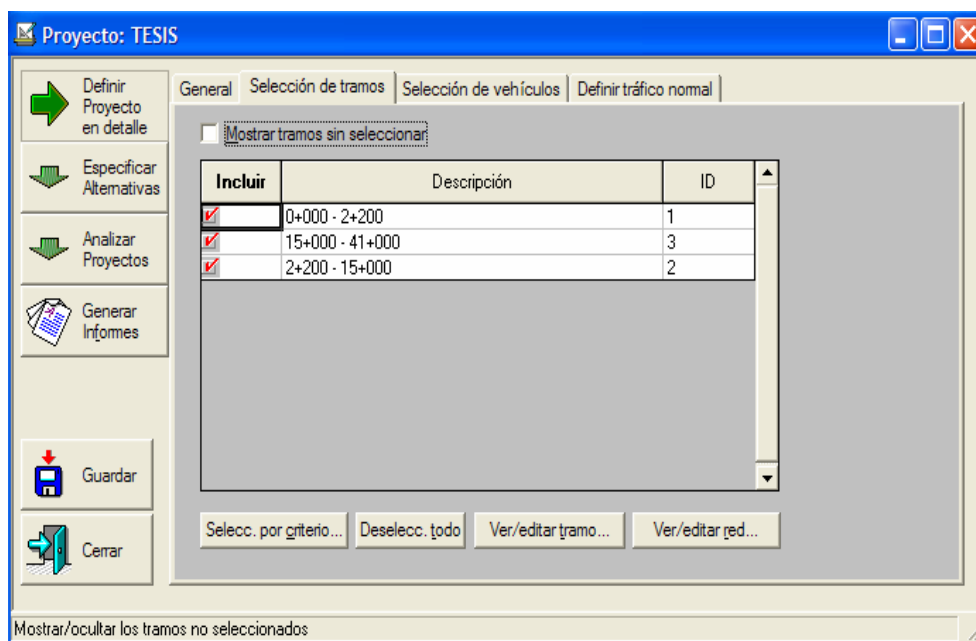 Proyecto: TESIS
Definir
Proyecto
en detalle
Especificar
Alternativas
Analizar
Proyectos
Generar
Informes
Guardar
Cerrar
General
Selección de tramos
Selección de vehículos
Definir tráfico normal
Mostrar tramos sin seleccionar
Incluir Descripción ID
0+000 - 2+200 1
15+000 - 41+000 3
2+200 - 15+000 2
Selecc. por criterio...
Deselecc. todo
Ver/editar tramo...
Ver/editar red...
Mostrar/ocultar los tramos no seleccionados